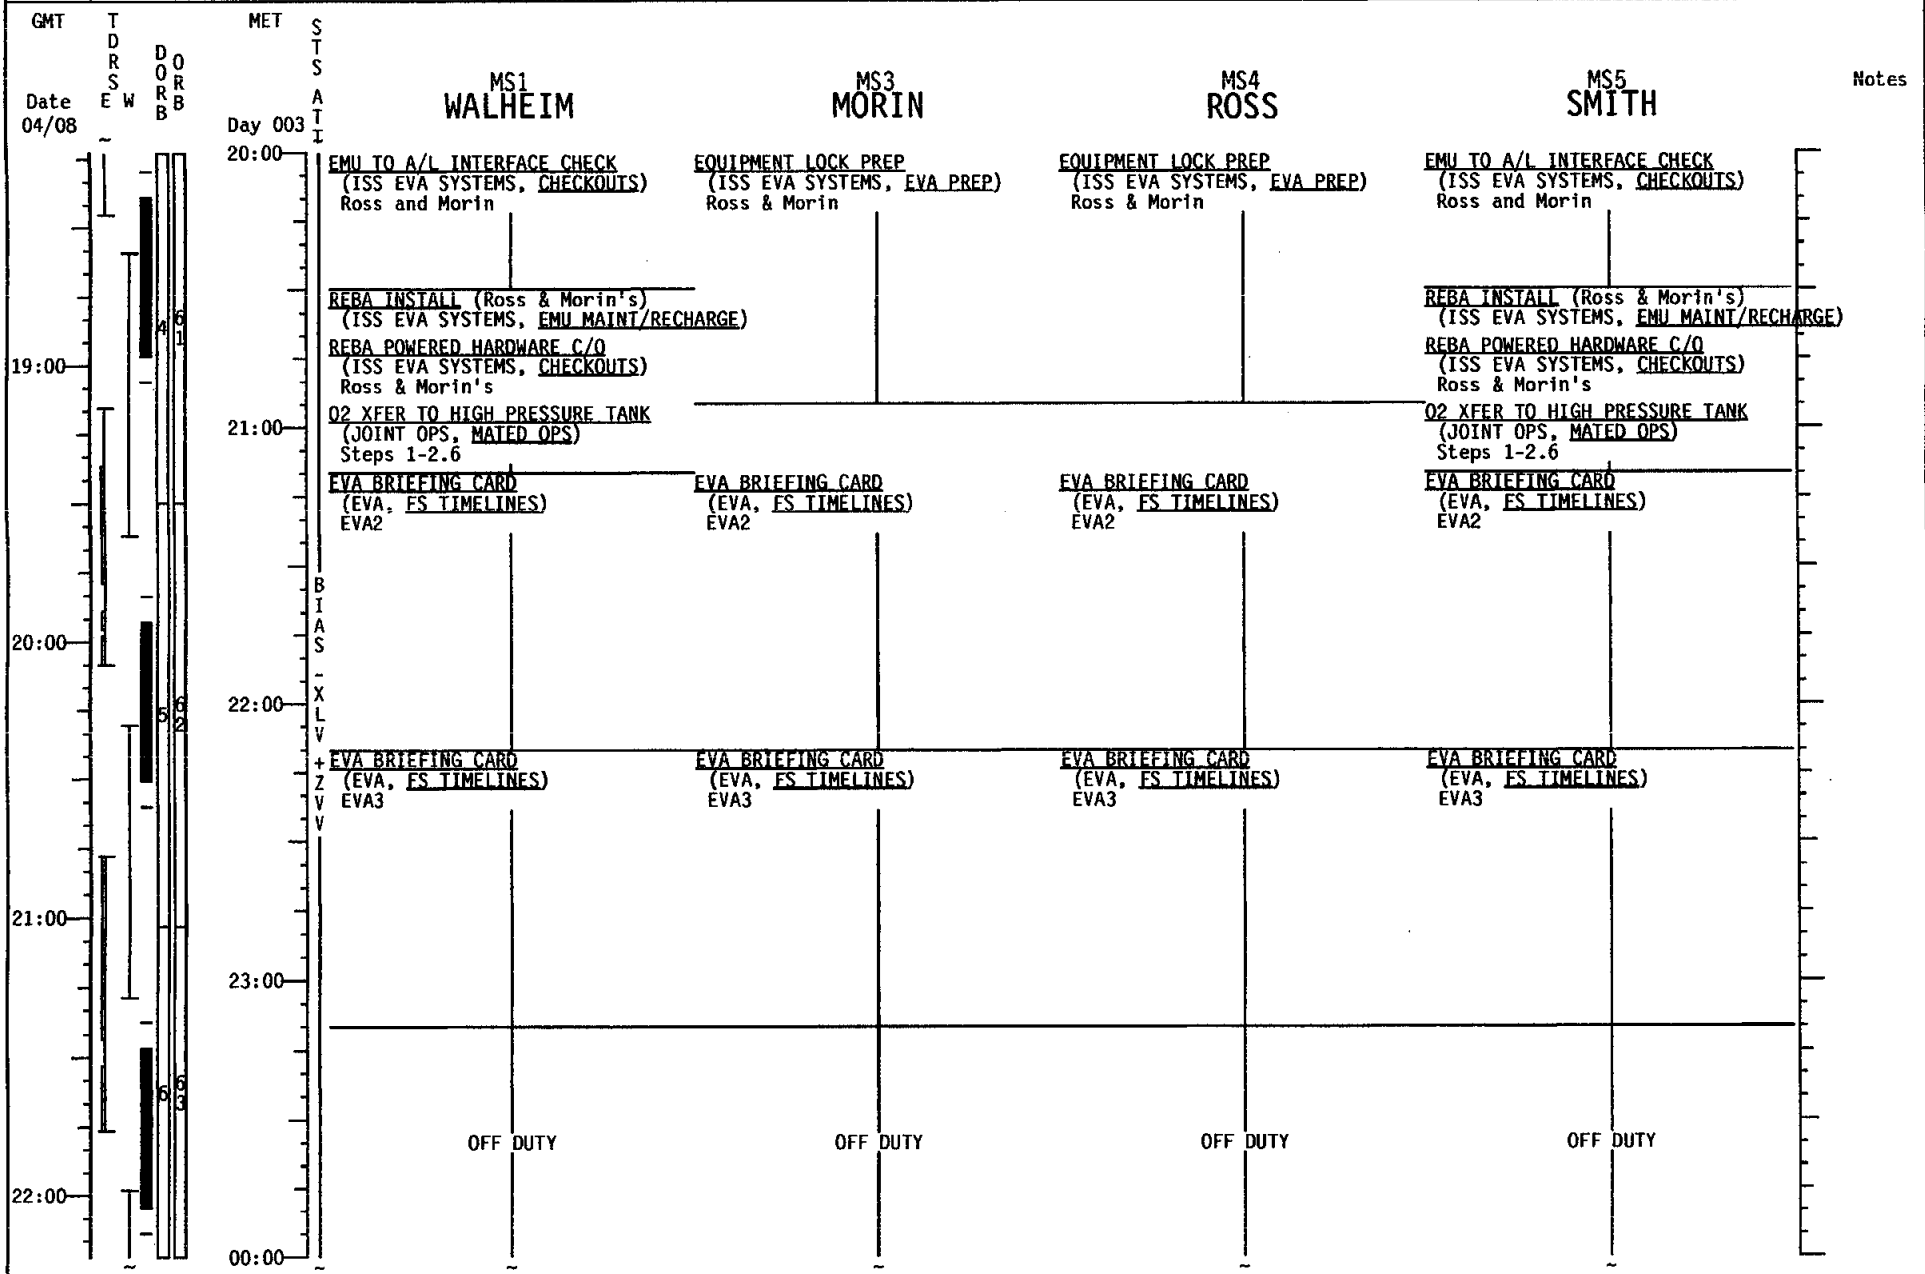 GMT
TDRS
E W
DORB
ORB
MET
STS ATT
Date
04/08
Day 003
MS1
WALHEIM
MS3
MORIN
MS4
ROSS
MS5
SMITH
Notes
20:00
EMU TO A/L INTERFACE CHECK
(ISS EVA SYSTEMS, CHECKOUTS)
Ross and Morin
EQUIPMENT LOCK PREP
(ISS EVA SYSTEMS, EVA PREP)
Ross & Morin
EQUIPMENT LOCK PREP
(ISS EVA SYSTEMS, EVA PREP)
Ross & Morin
EMU TO A/L INTERFACE CHECK
(ISS EVA SYSTEMS, CHECKOUTS)
Ross and Morin
REBA INSTALL (Ross & Morin's)
(ISS EVA SYSTEMS, EMU MAINT/RECHARGE)
REBA POWERED HARDWARE C/O
(ISS EVA SYSTEMS, CHECKOUTS)
Ross & Morin's
O2 XFER TO HIGH PRESSURE TANK
(JOINT OPS, MATED OPS)
Steps 1-2.6
REBA INSTALL (Ross & Morin's)
(ISS EVA SYSTEMS, EMU MAINT/RECHARGE)
REBA POWERED HARDWARE C/O
(ISS EVA SYSTEMS, CHECKOUTS)
Ross & Morin's
O2 XFER TO HIGH PRESSURE TANK
(JOINT OPS, MATED OPS)
Steps 1-2.6
4
61
19:00
21:00
EVA BRIEFING CARD
(EVA, FS TIMELINES)
EVA2
EVA BRIEFING CARD
(EVA, FS TIMELINES)
EVA2
EVA BRIEFING CARD
(EVA, FS TIMELINES)
EVA2
EVA BRIEFING CARD
(EVA, FS TIMELINES)
EVA2
BIAS -XLV +ZVV
20:00
5
62
22:00
EVA BRIEFING CARD
(EVA, FS TIMELINES)
EVA3
EVA BRIEFING CARD
(EVA, FS TIMELINES)
EVA3
EVA BRIEFING CARD
(EVA, FS TIMELINES)
EVA3
EVA BRIEFING CARD
(EVA, FS TIMELINES)
EVA3
21:00
23:00
6
63
OFF DUTY
OFF DUTY
OFF DUTY
OFF DUTY
22:00
00:00